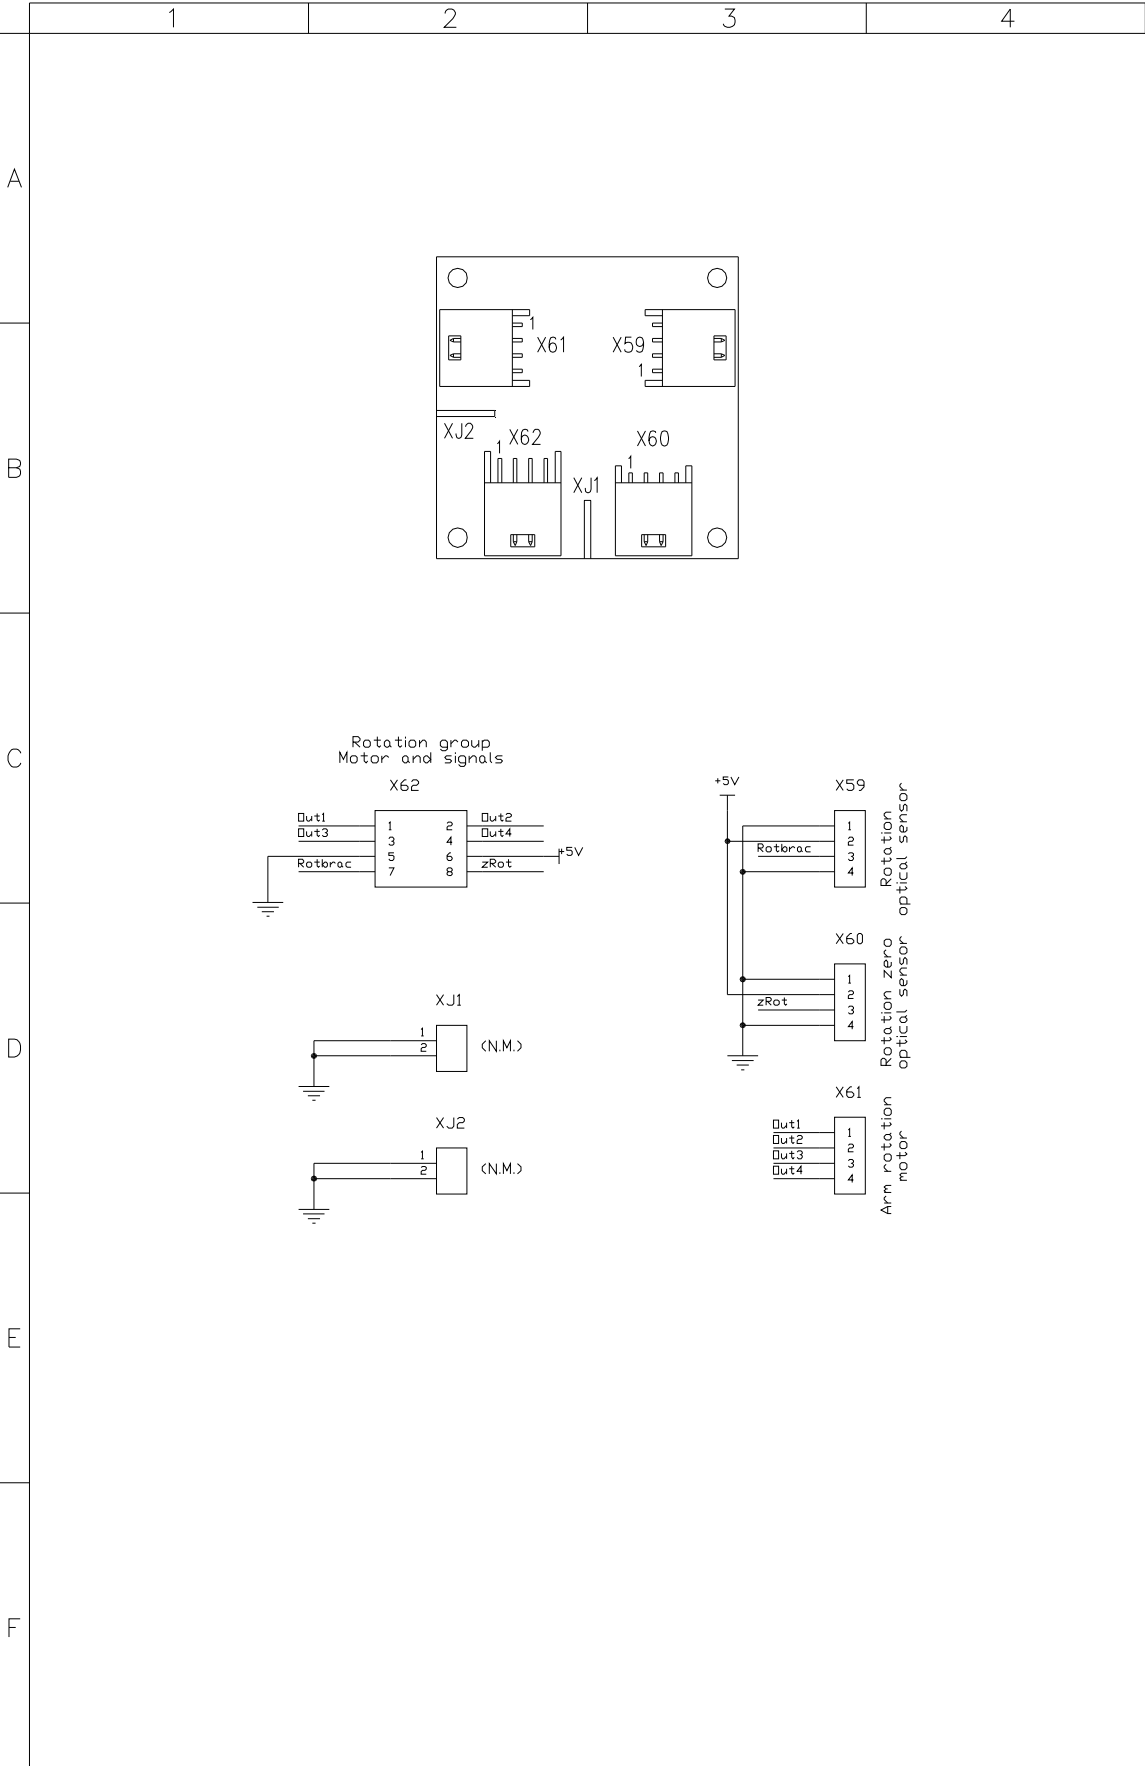 1 2 3 4
A
B
C
D
E
F
1
X61
X59
1
XJ2
1
X62
X60
1
XJ1
Rotation group
Motor and signals
X62
Out1 1 2 Out2
Out3 3 4 Out4
5 6 +5V
Rotbrac 7 8 zRot
+5V
X59
1
2
Rotbrac 3
4
Rotation
optical sensor
X60
1
2
zRot 3
4
Rotation zero
optical sensor
XJ1
1
2
(N.M.)
XJ2
1
2
(N.M.)
X61
Out1 1
Out2 2
Out3 3
Out4 4
Arm rotation
motor